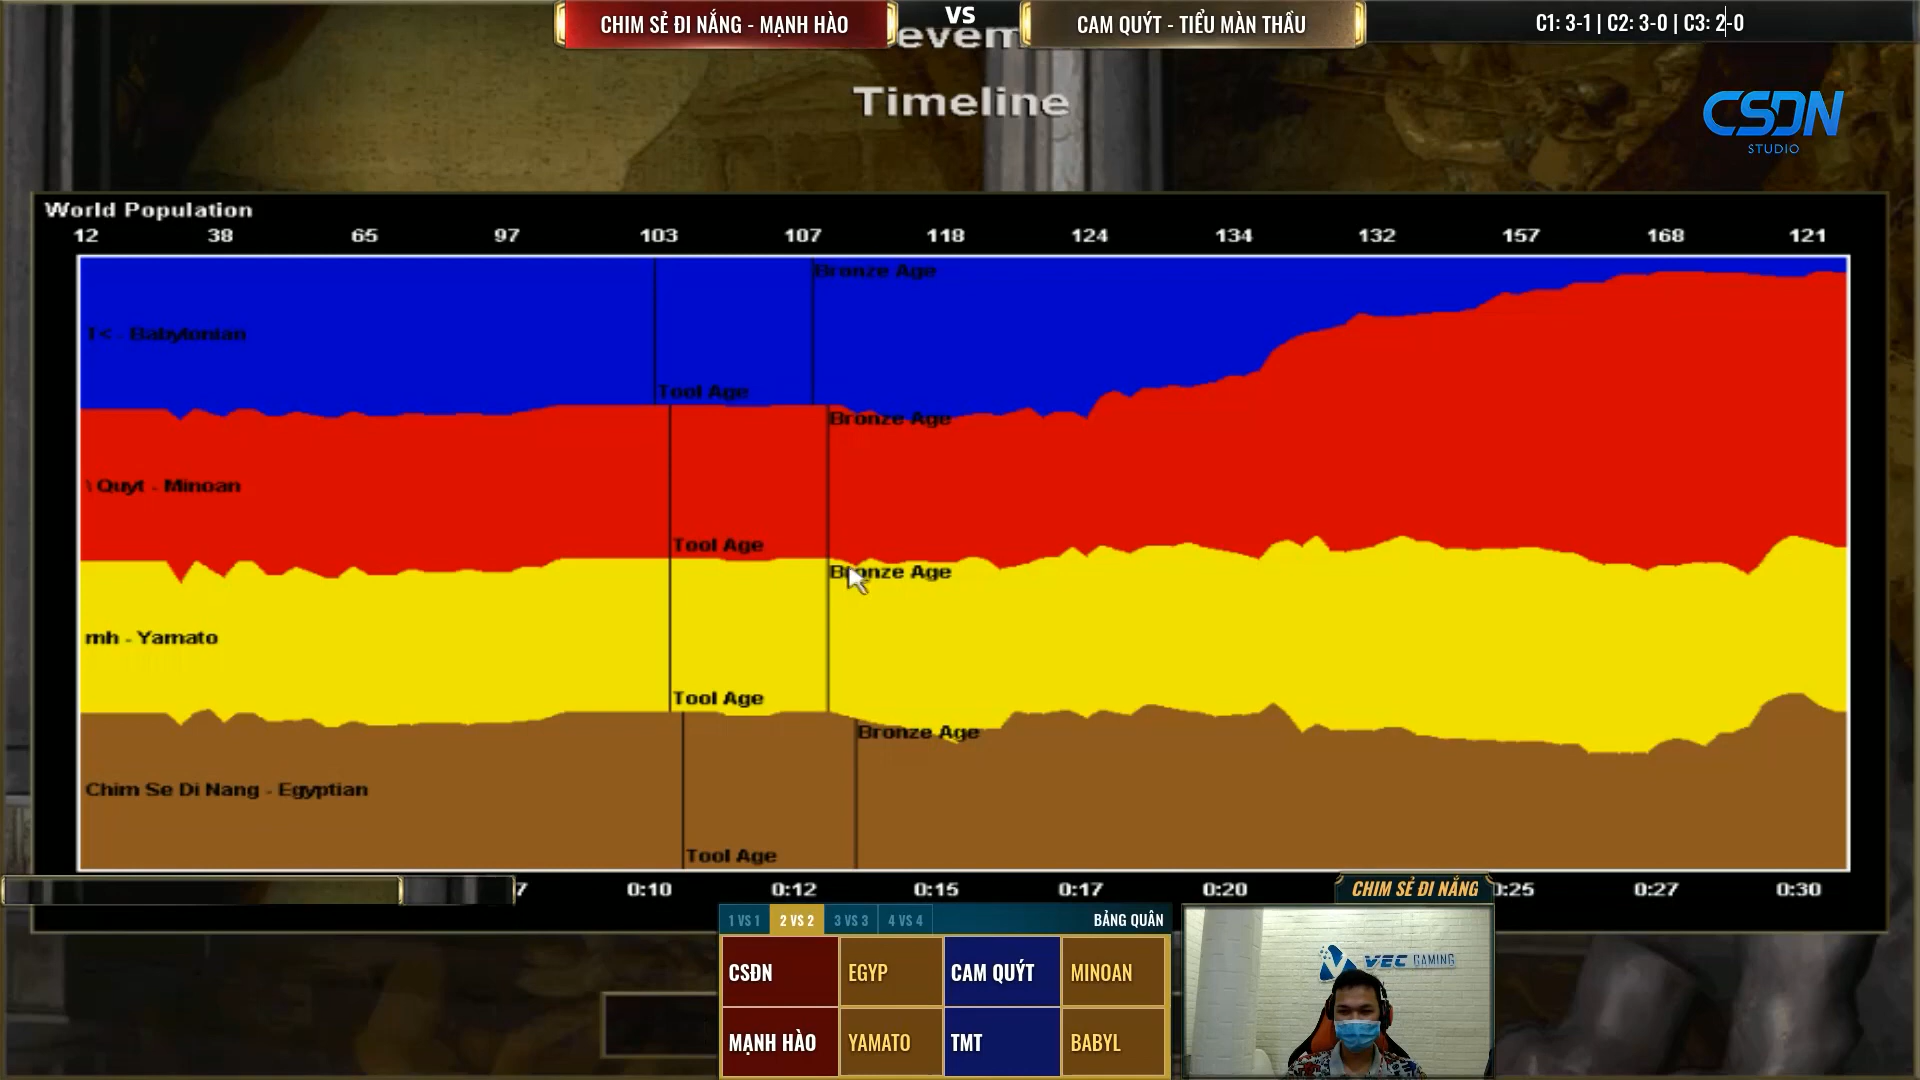 CHIM SẺ ĐI NẮNG - MẠNH HÀO
VS
CAM QUÝT - TIỂU MÀN THẦU
C1: 3-1 | C2: 3-0 | C3: 2-0
Timeline
CSDN
STUDIO
World Population
12 38 65 97 103 107 118 124 134 132 157 168 121
Bronze Age
- Babylonian
Tool Age
Bronze Age
Quyt - Minoan
Tool Age
Bronze Age
mh - Yamato
Tool Age
Bronze Age
Chim Se Di Nang - Egyptian
Tool Age
7 0:10 0:12 0:15 0:17 0:20 0:25 0:27 0:30
CHIM SẺ ĐI NẮNG
1 VS 1 2 VS 2 3 VS 3 4 VS 4 BẢNG QUÂN
CSĐN EGYP CAM QUÝT MINOAN
MẠNH HÀO YAMATO TMT BABYL
VEC GAMING